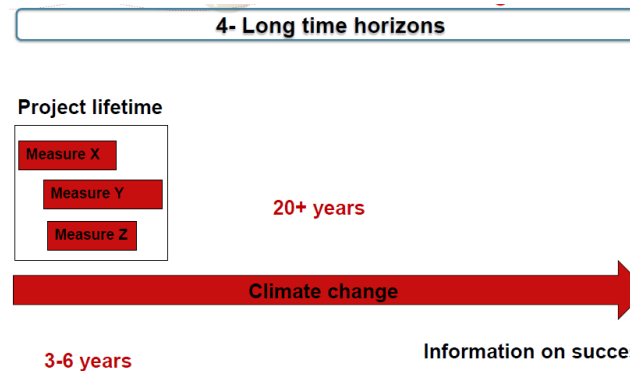 4- Long time horizons
Project lifetime
Measure X
Measure Y
Measure Z
20+ years
Climate change
3-6 years
Information on